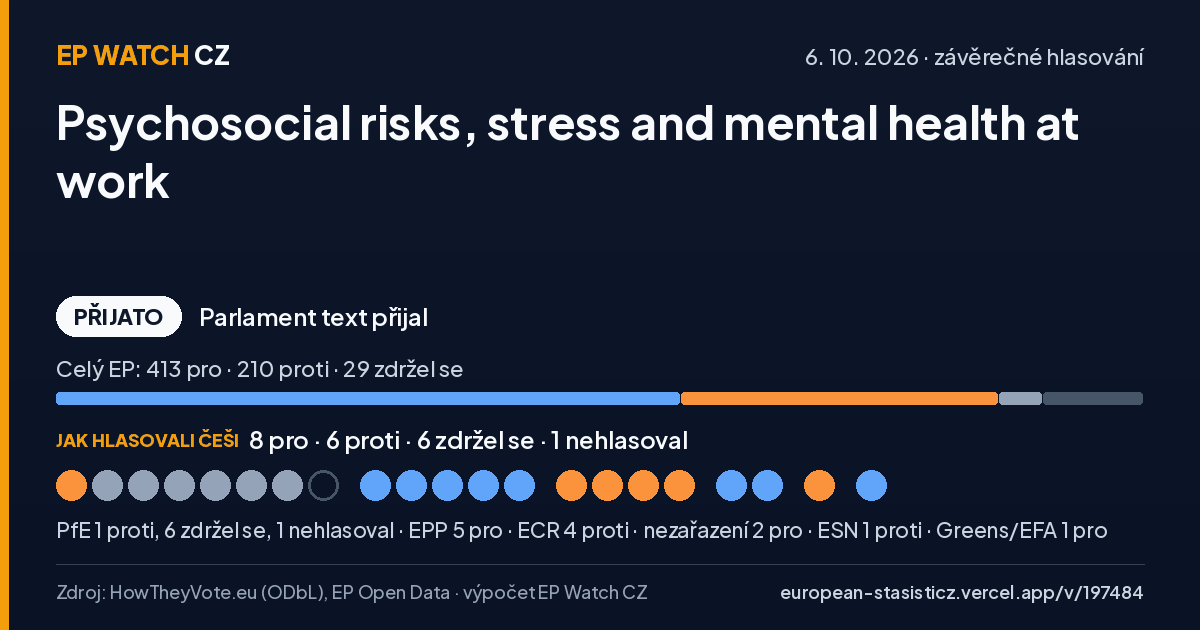 EP WATCH CZ
6. 10. 2026 · závěrečné hlasování
Psychosocial risks, stress and mental health at
work
PŘIJATO Parlament text přijal
Celý EP: 413 pro · 210 proti · 29 zdržel se
JAK HLASOVALI ČEŠI 8 pro · 6 proti · 6 zdržel se · 1 nehlasoval
PfE 1 proti, 6 zdržel se, 1 nehlasoval · EPP 5 pro · ECR 4 proti · nezařazení 2 pro · ESN 1 proti · Greens/EFA 1 pro
Zdroj: HowTheyVote.eu (ODbL), EP Open Data · výpočet EP Watch CZ
european-stasisticz.vercel.app/v/197484